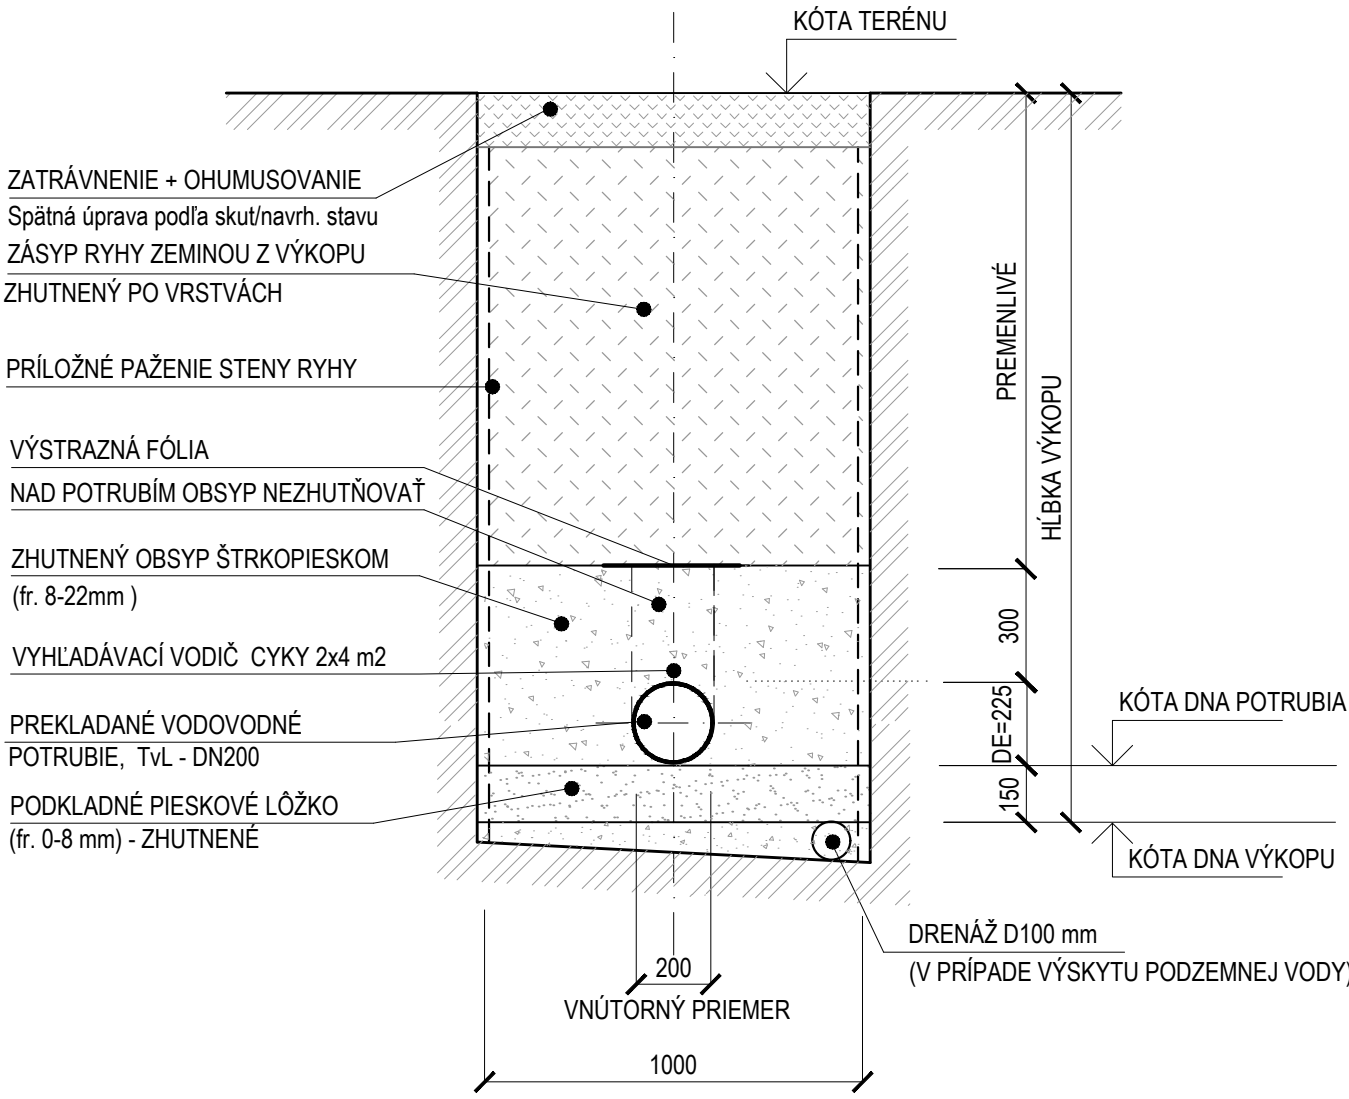 KÓTA TERÉNU
ZATRÁVNENIE + OHUMUSOVANIE
Spätná úprava podľa skut/navrh. stavu
ZÁSYP RYHY ZEMINOU Z VÝKOPU
ZHUTNENÝ PO VRSTVÁCH
PRÍLOŽNÉ PAŽENIE STENY RYHY
VÝSTRAZNÁ FÓLIA
NAD POTRUBÍM OBSYP NEZHUTŇOVAŤ
ZHUTNENÝ OBSYP ŠTRKOPIESKOM
(fr. 8-22mm )
VYHĽADÁVACÍ VODIČ CYKY 2x4 m2
PREKLADANÉ VODOVODNÉ
POTRUBIE, TvL - DN200
PODKLADNÉ PIESKOVÉ LÔŽKO
(fr. 0-8 mm) - ZHUTNENÉ
PREMENLIVÉ
HĹBKA VÝKOPU
300
DE=225
150
KÓTA DNA POTRUBIA
KÓTA DNA VÝKOPU
DRENÁŽ D100 mm
(V PRÍPADE VÝSKYTU PODZEMNEJ VODY)
200
VNÚTORNÝ PRIEMER
1000